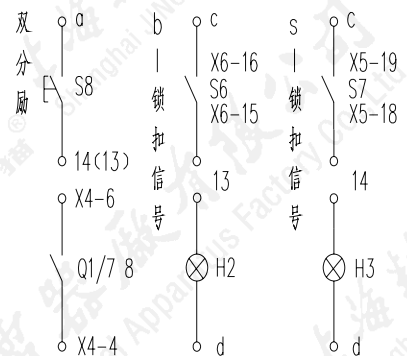 双分励
a
S8
14(13)
X4-6
Q1/7 8
X4-4
b-锁扣信号
c
X6-16
S6
X6-15
13
H2
d
s-锁扣信号
c
X5-19
S7
X5-18
14
H3
d